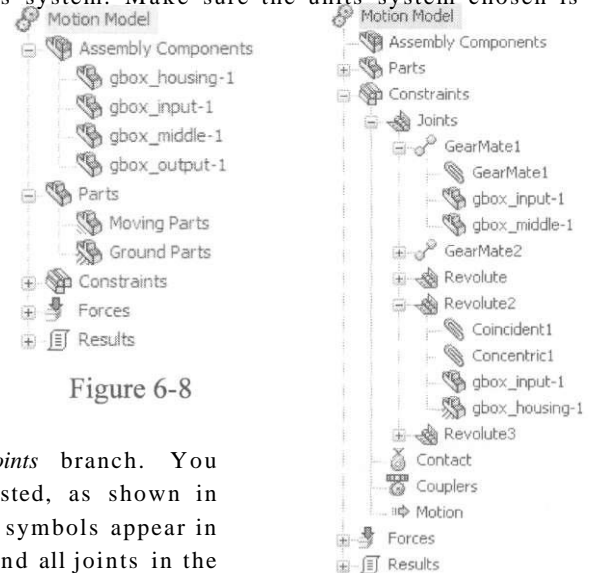 s system. Make sure the units system chosen is
Motion Model
Assembly Components
gbox_housing-1
gbox_input-1
gbox_middle-1
gbox_output-1
Parts
Moving Parts
Ground Parts
Constraints
Forces
Results
Figure 6-8
oints branch. You
sted, as shown in
symbols appear in
nd all joints in the
Motion Model
Assembly Components
Parts
Constraints
Joints
GearMate1
GearMate1
gbox_input-1
gbox_middle-1
GearMate2
Revolute
Revolute2
Coincident1
Concentric1
gbox_input-1
gbox_housing-1
Revolute3
Contact
Couplers
Motion
Forces
Results